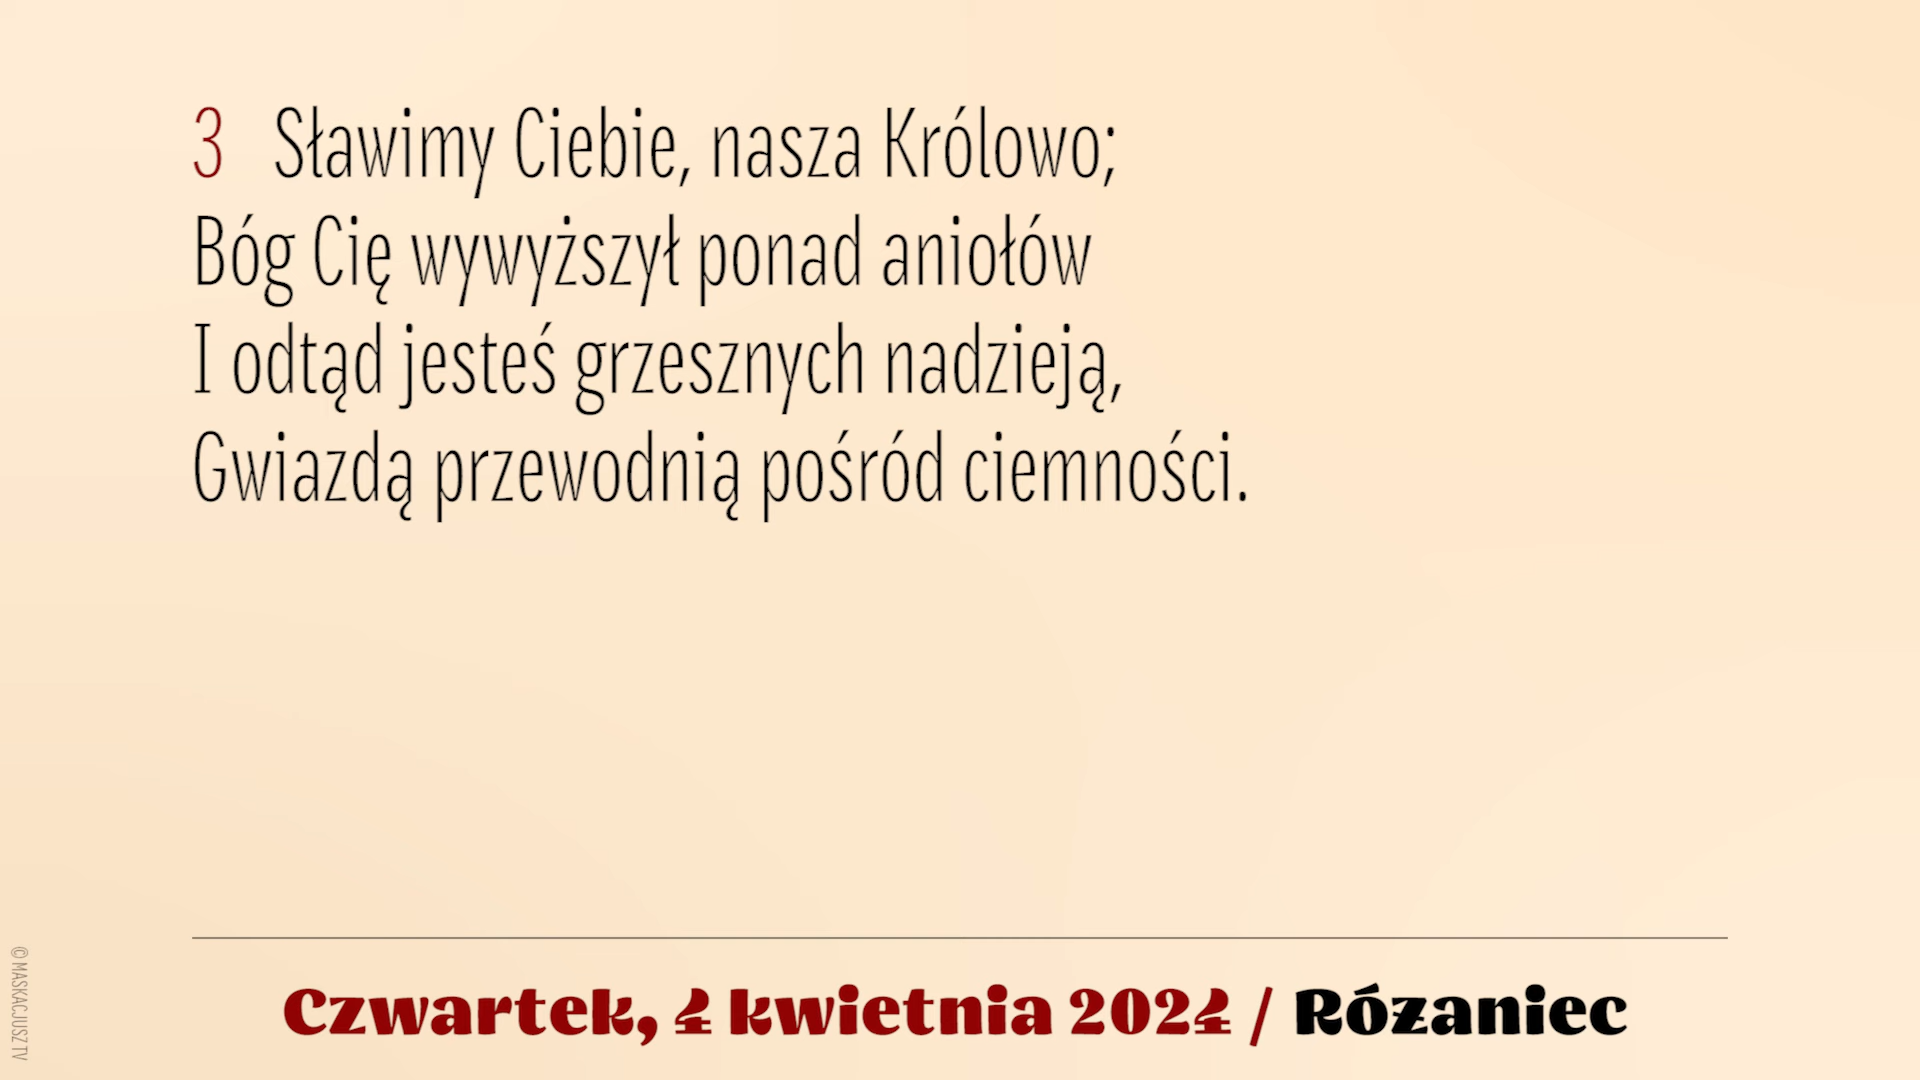 3 Sławimy Ciebie, nasza Królowo;
Bóg Cię wywyższył ponad aniołów
I odtąd jesteś grzesznych nadzieją,
Gwiazdą przewodnią pośród ciemności.
Czwartek, 4 kwietnia 2024 / Różaniec
© MASKACJUSZ TV